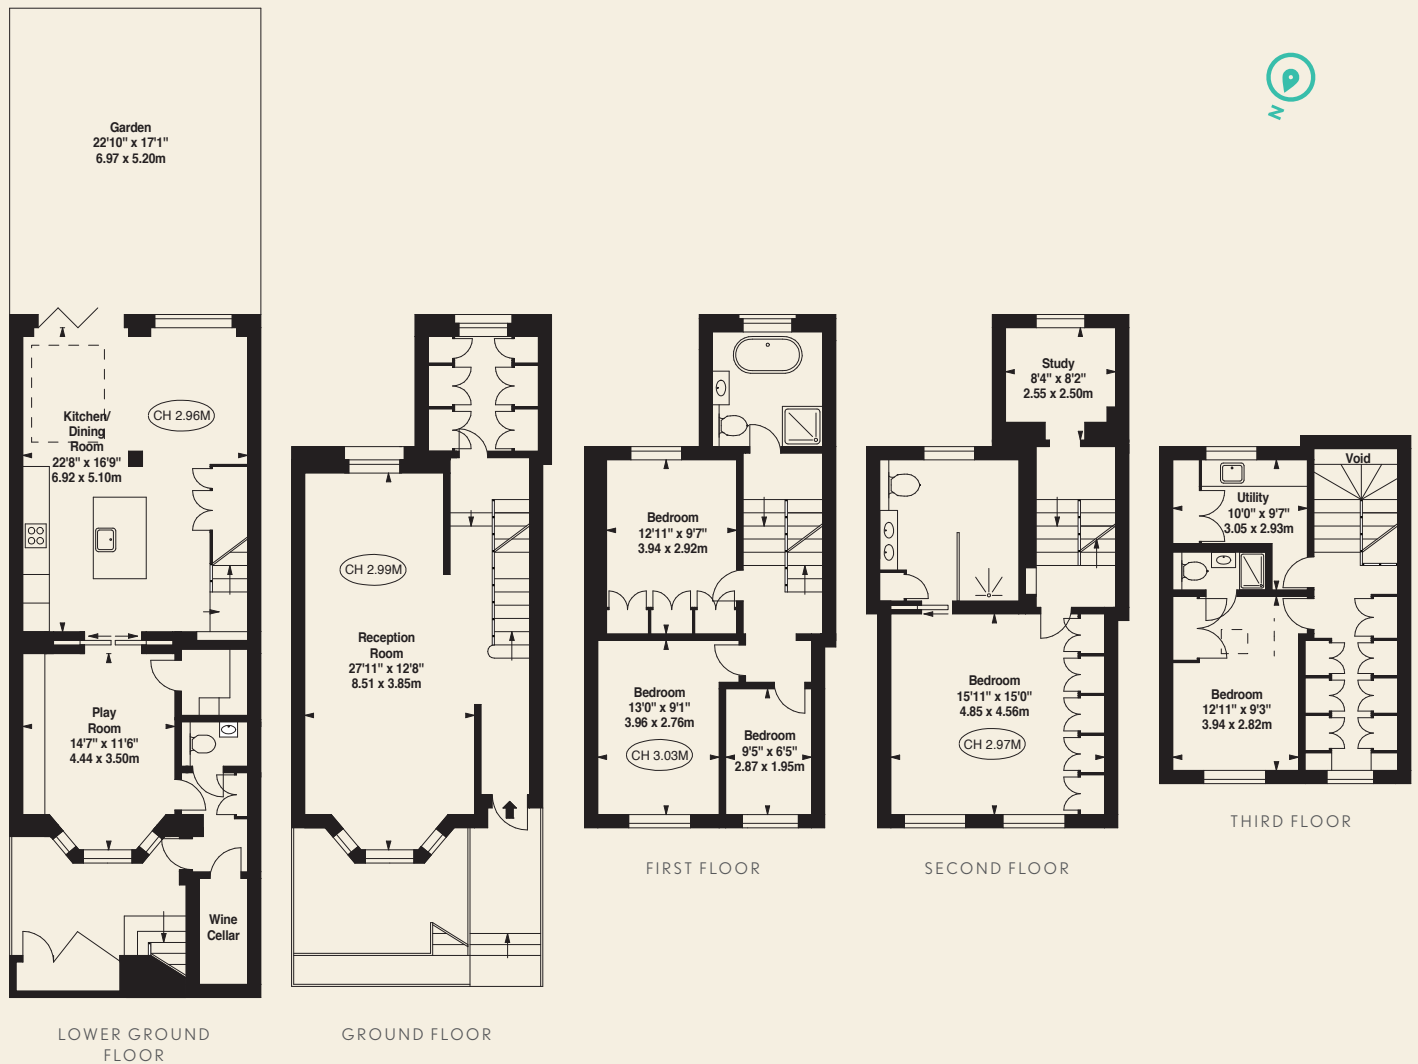 N
Garden
22'10" x 17'1"
6.97 x 5.20m
Kitchen/
Dining
Room
22'8" x 16'9"
6.92 x 5.10m
CH 2.96M
Play
Room
14'7" x 11'6"
4.44 x 3.50m
Wine
Cellar
LOWER GROUND
FLOOR
CH 2.99M
Reception
Room
27'11" x 12'8"
8.51 x 3.85m
GROUND FLOOR
Bedroom
12'11" x 9'7"
3.94 x 2.92m
Bedroom
13'0" x 9'1"
3.96 x 2.76m
CH 3.03M
Bedroom
9'5" x 6'5"
2.87 x 1.95m
FIRST FLOOR
Study
8'4" x 8'2"
2.55 x 2.50m
Bedroom
15'11" x 15'0"
4.85 x 4.56m
CH 2.97M
SECOND FLOOR
Void
Utility
10'0" x 9'7"
3.05 x 2.93m
Bedroom
12'11" x 9'3"
3.94 x 2.82m
THIRD FLOOR